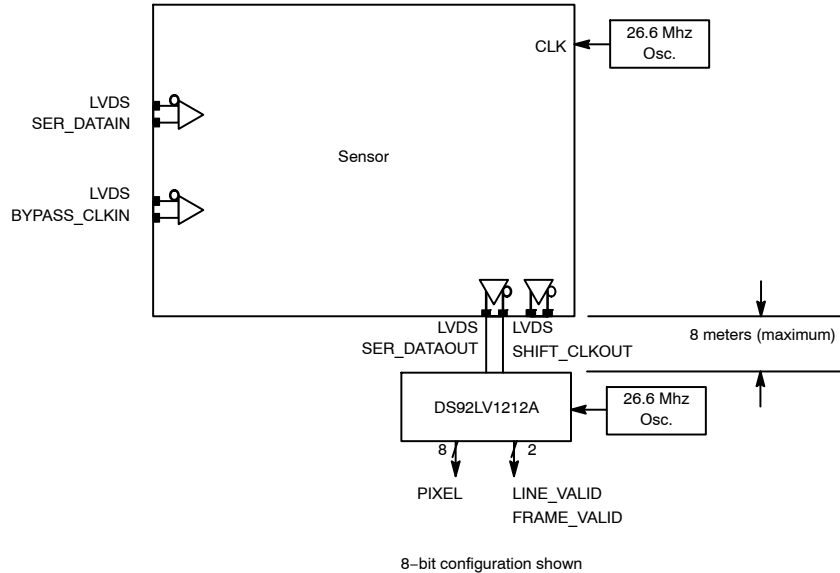 CLK
26.6 Mhz
Osc.
LVDS
SER_DATAIN
Sensor
LVDS
BYPASS_CLKIN
LVDS
SER_DATAOUT
LVDS
SHIFT_CLKOUT
8 meters (maximum)
DS92LV1212A
26.6 Mhz
Osc.
8
2
PIXEL
LINE_VALID
FRAME_VALID
8−bit configuration shown